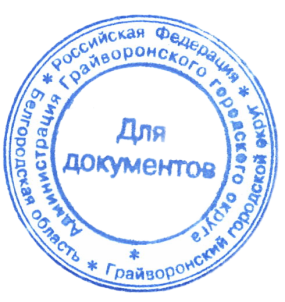 * Российская Федерация * Грайворонский городской округ * Белгородская область
Администрация Грайворонского городского округа *
Для
документов